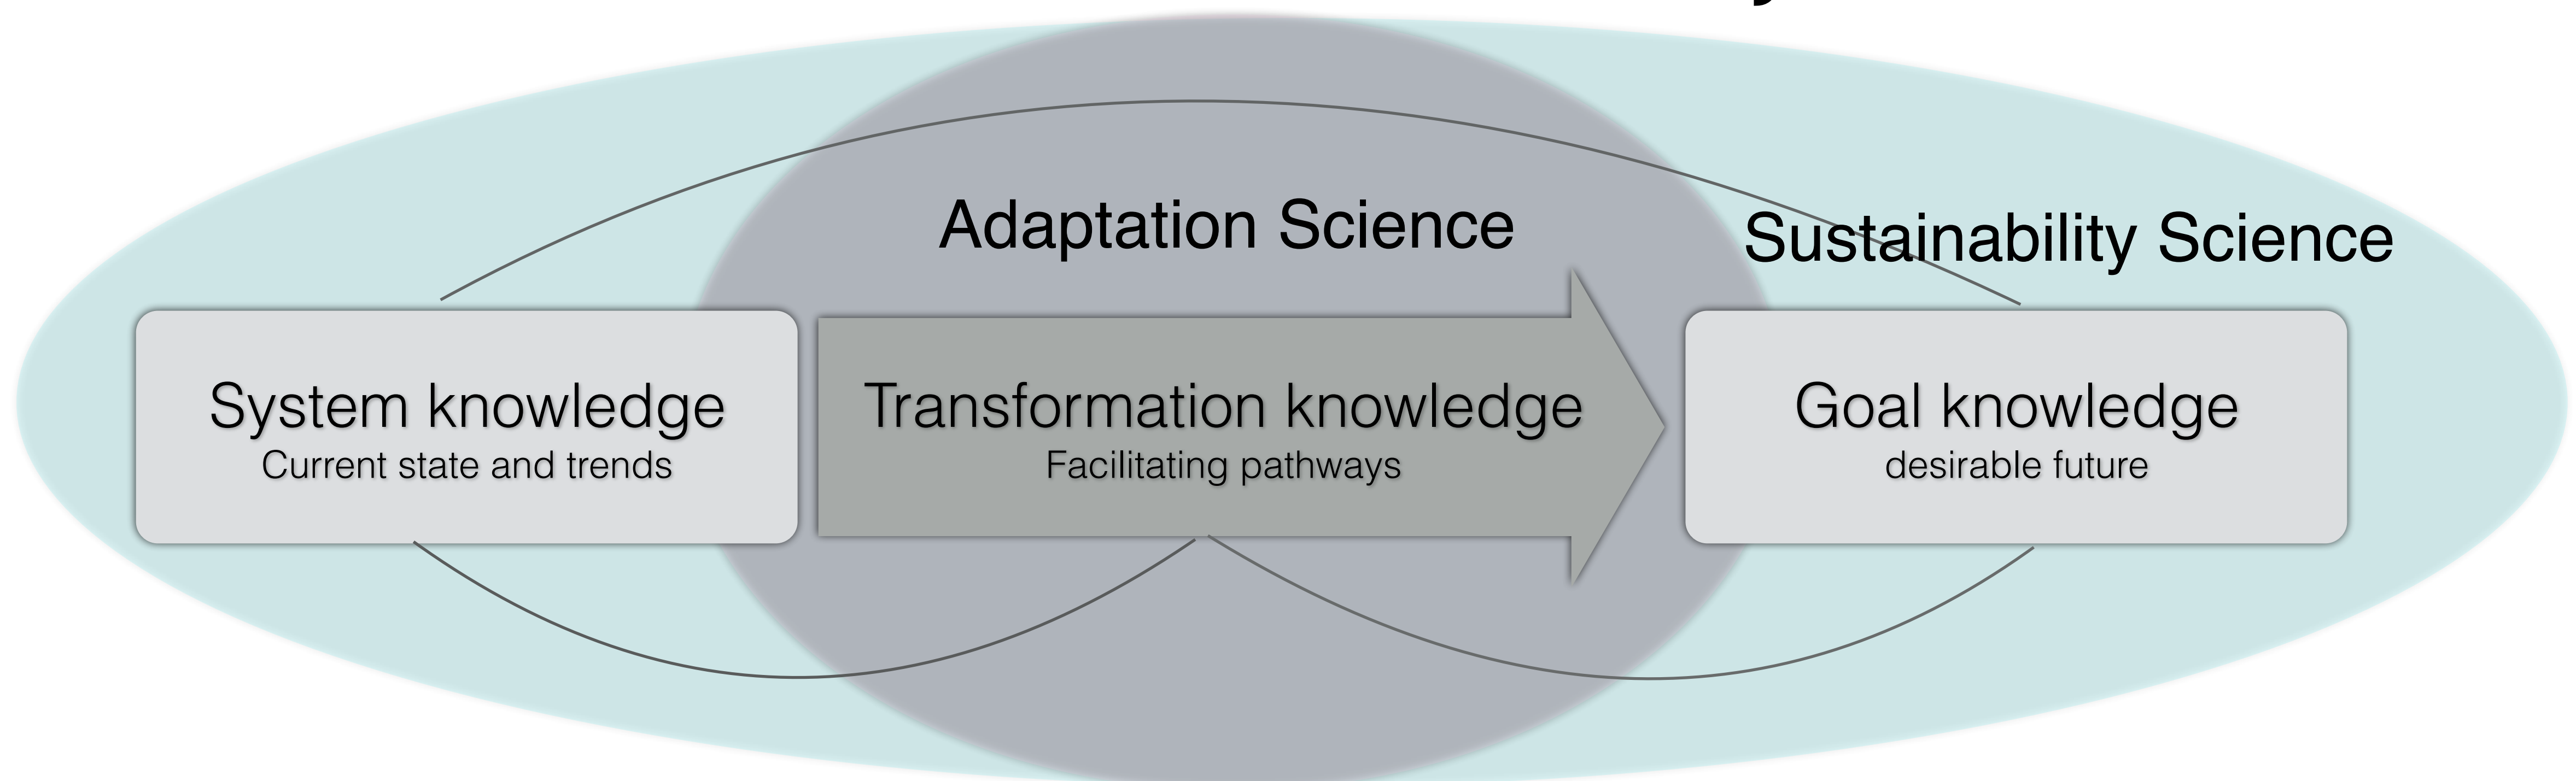 Adaptation Science
Sustainability Science
System knowledge
Current state and trends
Transformation knowledge
Facilitating pathways
Goal knowledge
desirable future